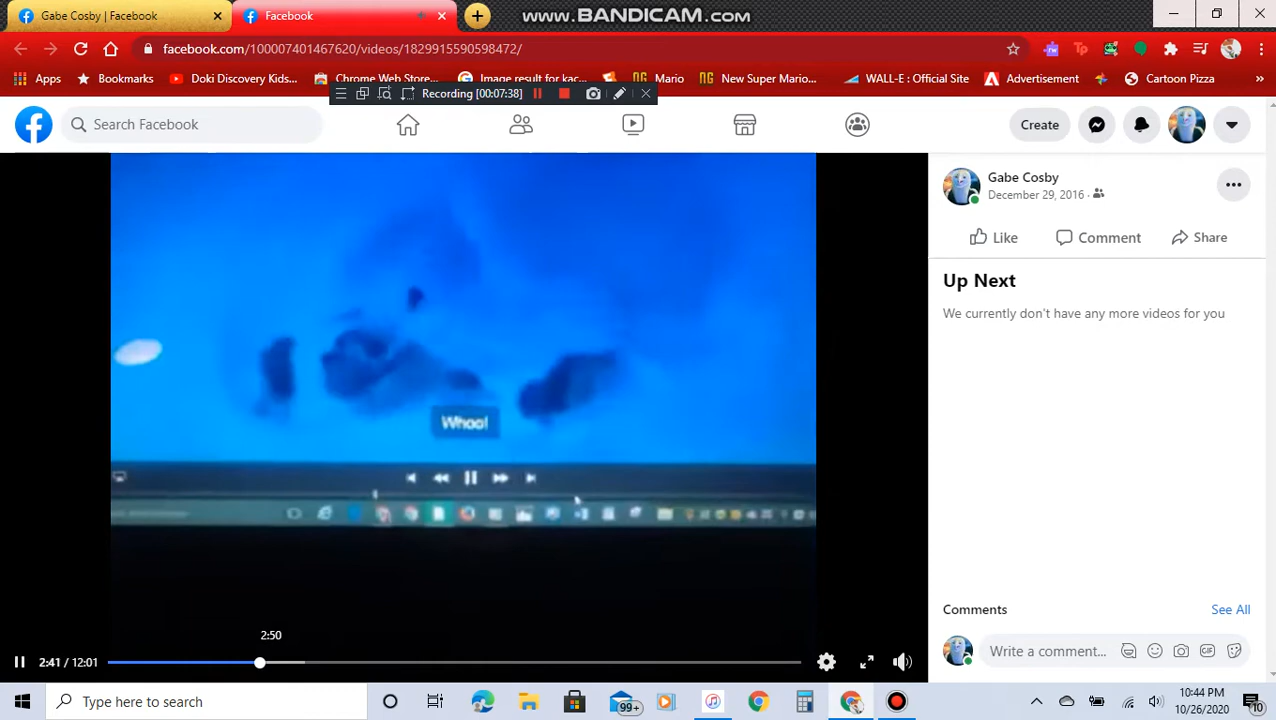 Gabe Cosby | Facebook
Facebook
WWW.BANDICAM.COM
facebook.com/100007401467620/videos/1829915590598472/
Apps
Bookmarks
Doki Discovery Kid...
Chrome Web Store...
Image result for kac...
Mario
New Super Mario...
WALL-E : Official Site
Advertisement
Cartoon Pizza
Recording [00:07:38]
Search Facebook
Create
Gabe Cosby
December 29, 2016
Like
Comment
Share
Up Next
We currently don't have any more videos for you
Whoo!
Comments
See All
Write a comment...
2:50
2:41 / 12:01
Type here to search
99+
10:44 PM
10/26/2020
10